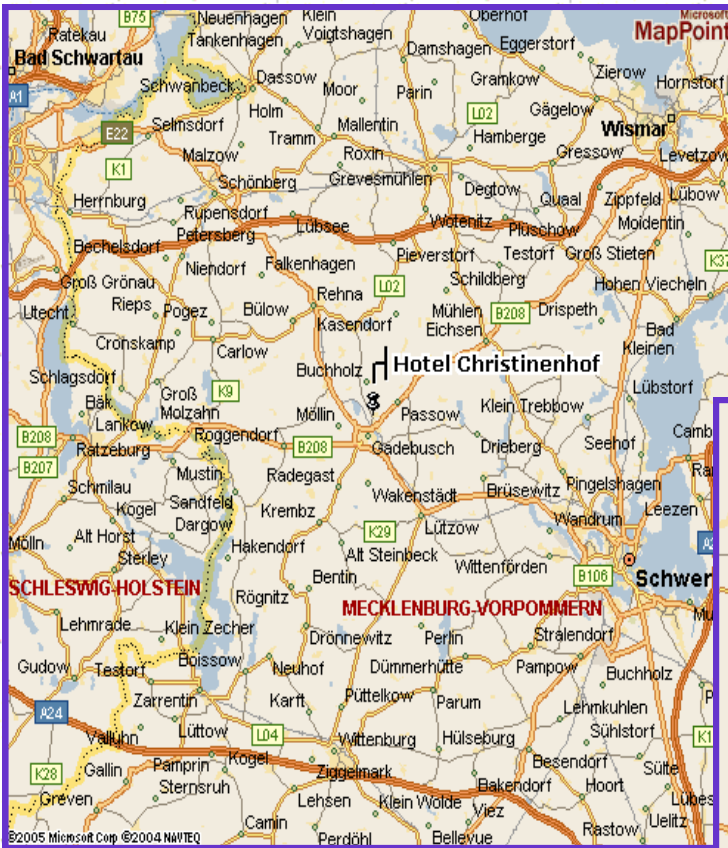 B75
Neuenhagen
Klein
Oberhof
Microsoft
Ratekau
Tankenhagen
Voigtshagen
Eggerstorf
MapPoint
Bad Schwartau
Damshagen
Zierow
Schwanbeck
Dassow
Moor
Parin
Gramkow
Hornstorf
A1
Holm
L02
Gägelow
E22
Selmsdorf
Tramm
Mallentin
Hamberge
Wismar
Malzow
Roxin
Gressow
Levetzow
K1
Schönberg
Grevesmühlen
Degtow
Herrnburg
Quaal
Zippfeld
Lübow
Rupensdorf
Lübsee
Wotenitz
Plüschow
Moidentin
Petersberg
Bechelsdorf
Pieverstorf
Testorf
Groß Stieten
Niendorf
Falkenhagen
K37
Groß Grönau
Rehna
L02
Schildberg
Hohen Viecheln
Utecht
Rieps
Pogez
Bülow
Mühlen
Eichsen
B208
Drispeth
Kasendorf
Bad
Kleinen
Cronskamp
Carlow
Hotel Christinenhof
Schlagsdorf
Buchholz
Groß
Molzahn
K9
Lübstorf
Bäk
Möllin
Passow
Klein Trebbow
Lankow
Camb
B208
Roggendorf
B208
Gadebusch
Drieberg
Seehof
B207
Ratzeburg
Ra
Mustin
Radegast
Brüsewitz
Pingelshagen
Schmilau
Wakenstädt
Kogel
Sandfeld
Krembz
Leezen
Dargow
K29
Lützow
Wandrum
Mölln
Alt Horst
Hakendorf
Alt Steinbeck
A2
Sterley
Wittenförden
Bentin
B106
Schwer
SCHLESWIG-HOLSTEIN
Rögnitz
MECKLENBURG-VORPOMMERN
Mu
Lehmrade
Klein Zecher
Drönnewitz
Perlin
Stralendorf
Gudow
Testorf
Boissow
Neuhof
Dümmerhütte
Pampow
Buchholz
Zarrentin
Karft
Püttelkow
Parum
P
A24
Lehmkuhlen
Lüttow
L04
Wittenburg
Hülseburg
Sühlstorf
K1
Valluhn
Kogel
Besendorf
K28
Gallin
Pamprin
Ziggelmark
Sülte
Sternsruh
Bakendorf
Hoort
Greven
Lehsen
Klein Wolde
Lübes
Viez
Camin
Rastow
Uelitz
©2005 Microsoft Corp ©2004 NAVTEQ
Perdöhl
Bellevue